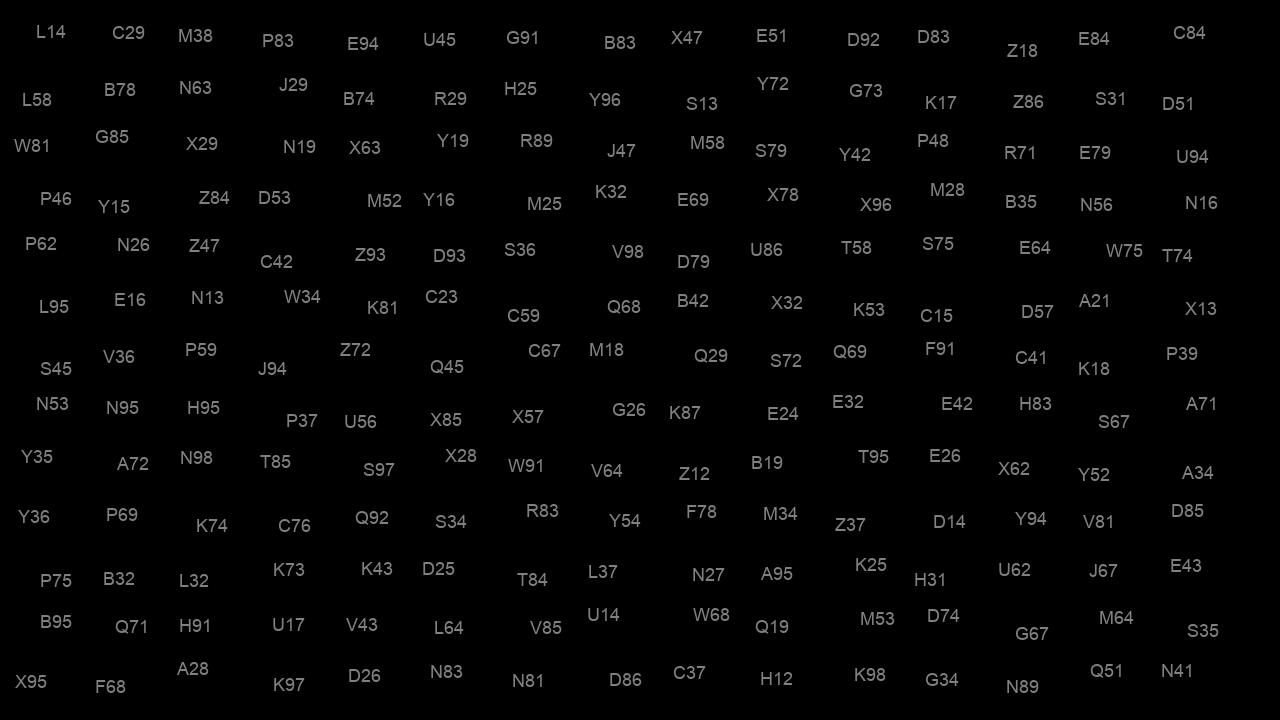 L14 C29 M38 P83 E94 U45 G91 B83 X47 E51 D92 D83 Z18 E84 C84
L58 B78 N63 J29 B74 R29 H25 Y96 S13 Y72 G73 K17 Z86 S31 D51
W81 G85 X29 N19 X63 Y19 R89 J47 M58 S79 Y42 P48 R71 E79 U94
P46 Y15 Z84 D53 M52 Y16 M25 K32 E69 X78 X96 M28 B35 N56 N16
P62 N26 Z47 C42 Z93 D93 S36 V98 D79 U86 T58 S75 E64 W75 T74
L95 E16 N13 W34 K81 C23 C59 Q68 B42 X32 K53 C15 D57 A21 X13
S45 V36 P59 J94 Z72 Q45 C67 M18 Q29 S72 Q69 F91 C41 K18 P39
N53 N95 H95 P37 U56 X85 X57 G26 K87 E24 E32 E42 H83 S67 A71
Y35 A72 N98 T85 S97 X28 W91 V64 Z12 B19 T95 E26 X62 Y52 A34
Y36 P69 K74 C76 Q92 S34 R83 Y54 F78 M34 Z37 D14 Y94 V81 D85
P75 B32 L32 K73 K43 D25 T84 L37 N27 A95 K25 H31 U62 J67 E43
B95 Q71 H91 U17 V43 L64 V85 U14 W68 Q19 M53 D74 G67 M64 S35
X95 F68 A28 K97 D26 N83 N81 D86 C37 H12 K98 G34 N89 Q51 N41